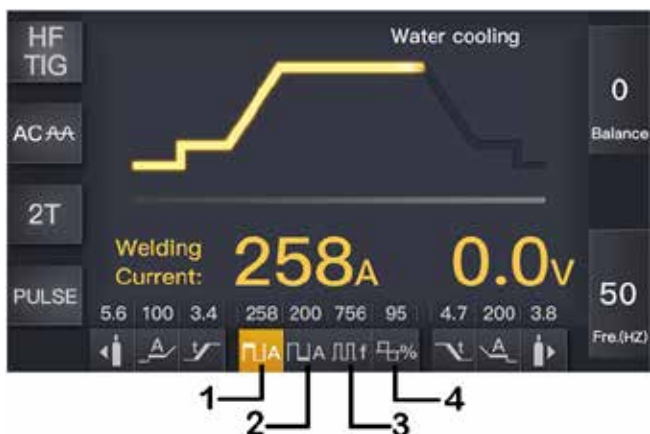 HF
TIG
Water cooling
0
Balance
AC
2T
Welding
Current:
258A
0.0V
PULSE
5.6 100 3.4 258 200 756 95 4.7 200 3.8
50
Fre.(HZ)
A t A A f % t A
1
2
3
4